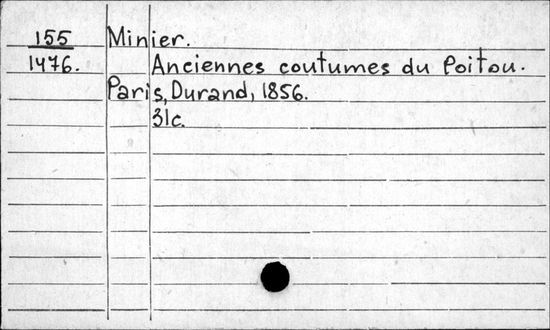 155 Minier.
1476. Anciennes coutumes du Poitou.
Paris, Durand, 1856.
31c.